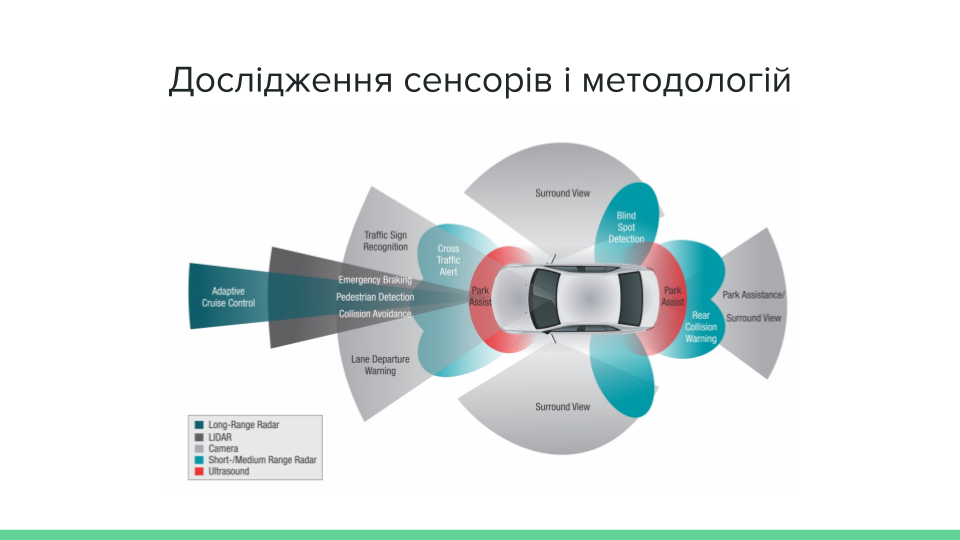 Дослідження сенсорів і методологій
Surround View
Blind
Spot
Detection
Traffic Sign
Recognition
Cross
Traffic
Alert
Adaptive
Cruise Control
Emergency Braking
Pedestrian Detection
Collision Avoidance
Park
Assist
Park
Assist
Park Assistance/
Surround View
Rear
Collision
Warning
Lane Departure
Warning
Surround View
Long-Range Radar
LIDAR
Camera
Short-/Medium Range Radar
Ultrasound